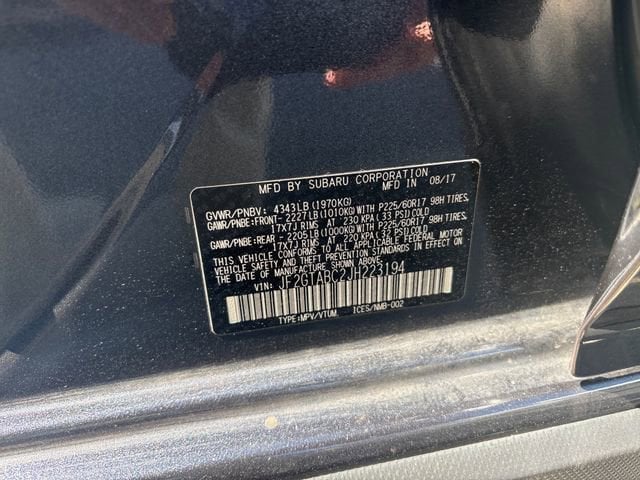 MFD BY SUBARU CORPORATION
MFD IN 08/17
GVWR/PNBV: 4343LB (1970KG)
GAWR/PNBE:FRONT- 2227LB (1010KG)WITH P225/60R17 98H TIRES,
17X7J RIMS AT 230 KPA ( 33 PSI)COLD
GAWR/PNBE:REAR - 2205LB (1000KG)WITH P225/60R17 98H TIRES,
17X7J RIMS AT 220 KPA ( 32 PSI)COLD
THIS VEHICLE CONFORMS TO ALL APPLICABLE FEDERAL MOTOR
VEHICLE SAFETY AND THEFT PREVENTION STANDARDS IN EFFECT
ON THE DATE OF MANUFACTURE SHOWN ABOVE.
VIN: JF2GTABC2JH223194
TYPE:MPV/VTUM ICES/NMB-002